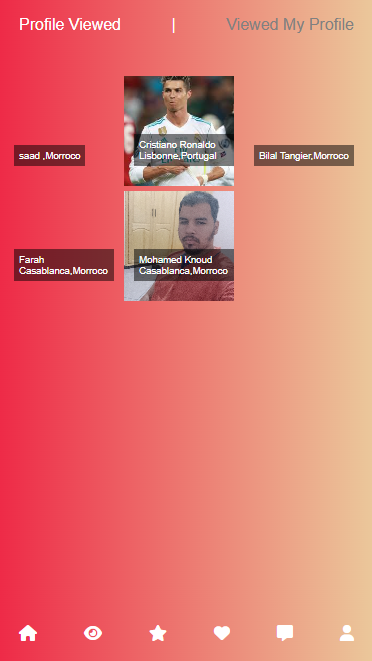 Profile Viewed | Viewed My Profile
Cristiano Ronaldo
Lisbonne,Portugal
saad ,Morroco
Bilal Tangier,Morroco
Farah
Casablanca,Morroco
Mohamed Knoud
Casablanca,Morroco